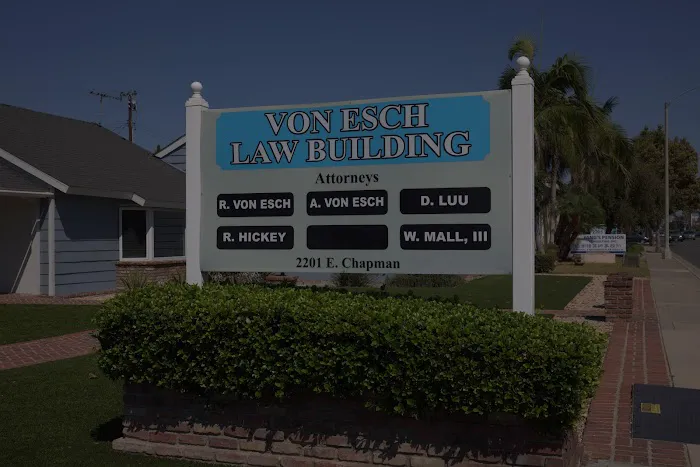 VON ESCH
LAW BUILDING
Attorneys
R. VON ESCH
A. VON ESCH
D. LUU
R. HICKEY
W. MALL, III
2201 E. Chapman